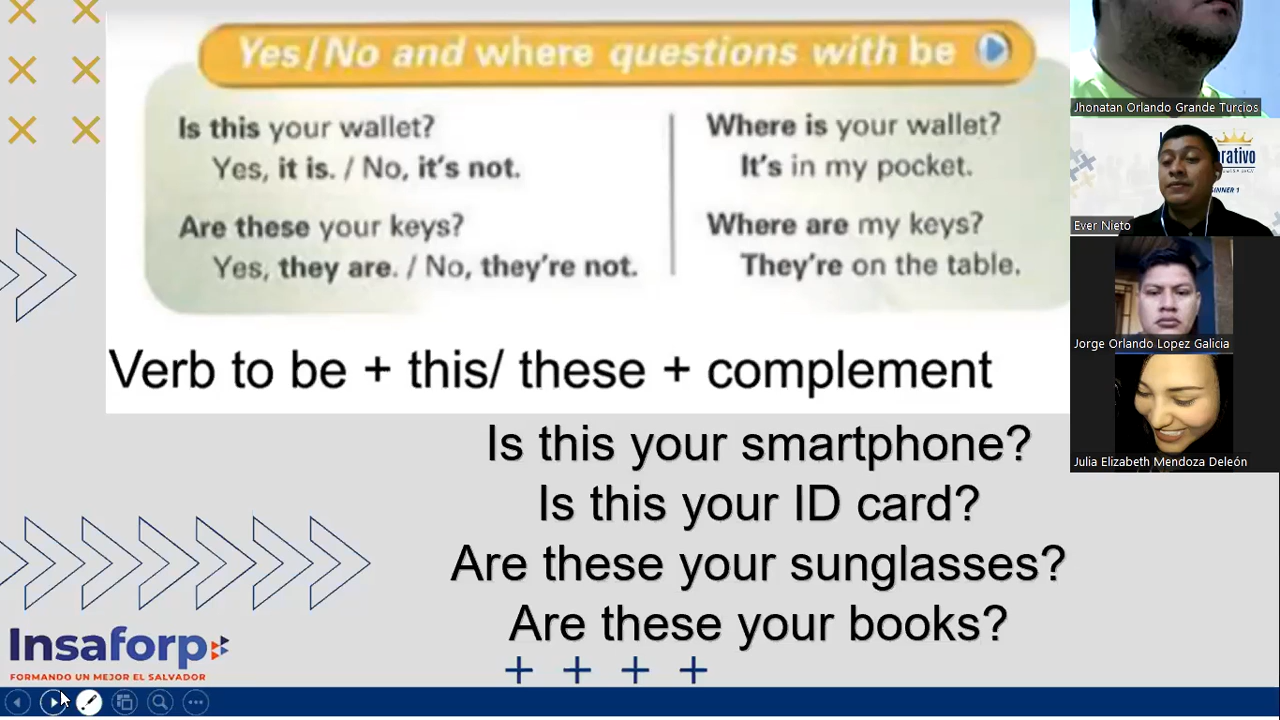 Yes/No and where questions with be
Is this your wallet?
Yes, it is. / No, it's not.
Are these your keys?
Yes, they are. / No, they're not.
Where is your wallet?
It's in my pocket.
Where are my keys?
They're on the table.
Verb to be + this/ these + complement
Is this your smartphone?
Is this your ID card?
Are these your sunglasses?
Are these your books?
Insaforp
FORMANDO UN MEJOR EL SALVADOR
Jhonatan Orlando Grande Turcios
Ever Nieto
Jorge Orlando Lopez Galicia
Julia Elizabeth Mendoza Deleón